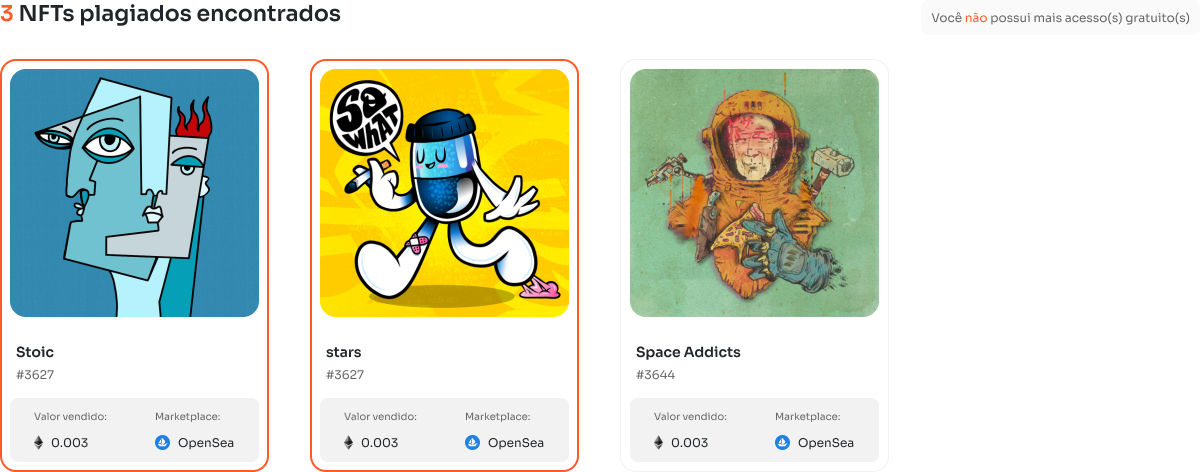 3 NFTs plagiados encontrados
Você não possui mais acesso(s) gratuito(s)
So
WHAT
Stoic
#3627
Valor vendido:
Marketplace:
0.003
OpenSea
stars
#3627
Valor vendido:
Marketplace:
0.003
OpenSea
Space Addicts
#3644
Valor vendido:
Marketplace:
0.003
OpenSea